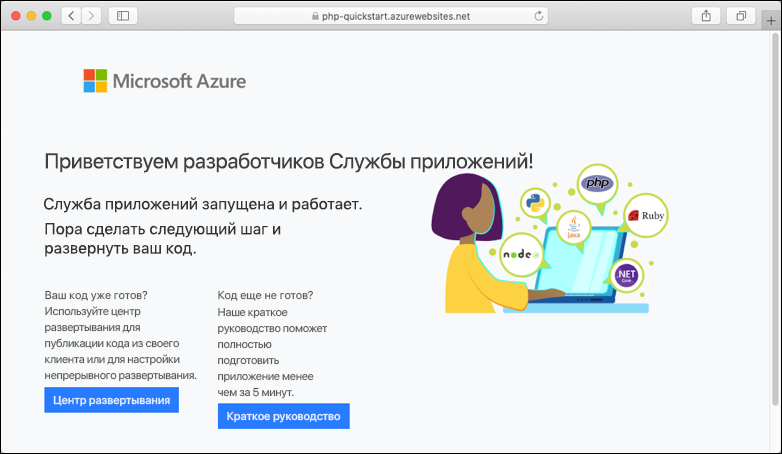 php-quickstart.azurewebsites.net
Microsoft Azure
Приветствуем разработчиков Службы приложений!
Служба приложений запущена и работает.
Пора сделать следующий шаг и
развернуть ваш код.
Ваш код уже готов?
Используйте центр
развертывания для
публикации кода из своего
клиента или для настройки
непрерывного развертывания.
Центр развертывания
Код еще не готов?
Наше краткое
руководство поможет
полностью
подготовить
приложение менее
чем за 5 минут.
Краткое руководство
php
Ruby
Java
node
.NET
Core